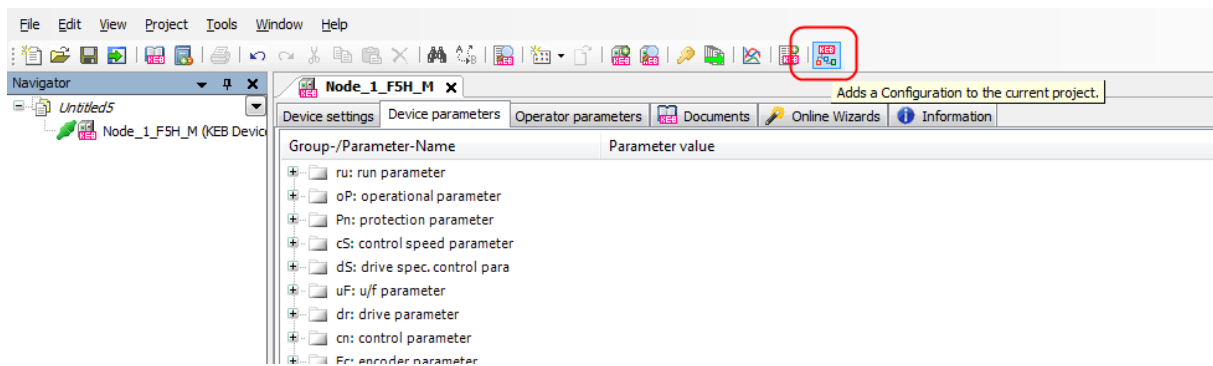 File Edit View Project Tools Window Help
Navigator
Node_1_F5H_M x
Adds a Configuration to the current project.
Untitled5
Node_1_F5H_M (KEB Devic
Device settings Device parameters Operator parameters Documents Online Wizards Information
Group-/Parameter-Name Parameter value
ru: run parameter
oP: operational parameter
Pn: protection parameter
cS: control speed parameter
dS: drive spec. control para
uF: u/f parameter
dr: drive parameter
cn: control parameter
Ec: encoder parameter